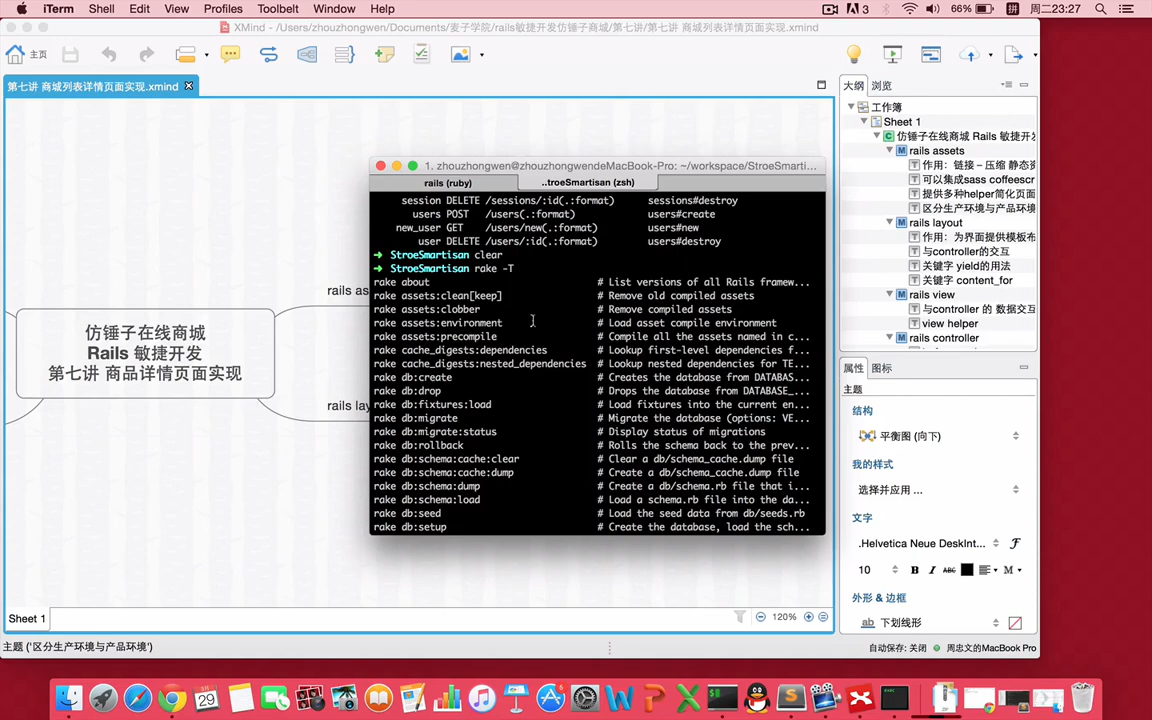 iTerm Shell Edit View Profiles Toolbelt Window Help 3 66% 拼 周二23:27
XMind - /Users/zhouzhongwen/Documents/麦子学院/rails敏捷开发仿锤子商城/第七讲/第七讲 商城列表详情页面实现.xmind
主页
第七讲 商城列表详情页面实现.xmind
大纲 浏览
工作簿
Sheet 1
仿锤子在线商城 Rails 敏捷开发
rails assets
作用：链接－压缩 静态资
可以集成sass coffeescr
提供多种helper简化页面
区分生产环境与产品环境
rails layout
作用：为界面提供模板布
与controller的交互
关键字 yield的用法
关键字 content_for
rails view
与controller 的 数据交互
view helper
rails controller
仿锤子在线商城
Rails 敏捷开发
第七讲 商品详情页面实现
rails as
rails lay
1. zhouzhongwen@zhouzhongwendeMacBook-Pro: ~/workspace/StroeSmarti...
rails (ruby) ..troeSmartisan (zsh)
session DELETE /sessions/:id(.:format) sessions#destroy
users POST /users(.:format) users#create
new_user GET /users/new(.:format) users#new
user DELETE /users/:id(.:format) users#destroy
➜ StroeSmartisan clear
➜ StroeSmartisan rake -T
rake about # List versions of all Rails framew...
rake assets:clean[keep] # Remove old compiled assets
rake assets:clobber # Remove compiled assets
rake assets:environment # Load asset compile environment
rake assets:precompile # Compile all the assets named in c...
rake cache_digests:dependencies # Lookup first-level dependencies f...
rake cache_digests:nested_dependencies # Lookup nested dependencies for TE...
rake db:create # Creates the database from DATABAS...
rake db:drop # Drops the database from DATABASE_...
rake db:fixtures:load # Load fixtures into the current en...
rake db:migrate # Migrate the database (options: VE...
rake db:migrate:status # Display status of migrations
rake db:rollback # Rolls the schema back to the prev...
rake db:schema:cache:clear # Clear a db/schema_cache.dump file
rake db:schema:cache:dump # Create a db/schema_cache.dump file
rake db:schema:dump # Create a db/schema.rb file that i...
rake db:schema:load # Load a schema.rb file into the da...
rake db:seed # Load the seed data from db/seeds.rb
rake db:setup # Create the database, load the sch...
属性 图标
主题
结构
平衡图 (向下)
我的样式
选择并应用 ...
文字
.Helvetica Neue DeskInt...
10 B I ABC M
外形 & 边框
ab 下划线形
Sheet 1 120%
主题 ('区分生产环境与产品环境') 自动保存: 关闭 周忠文的MacBook Pro
29